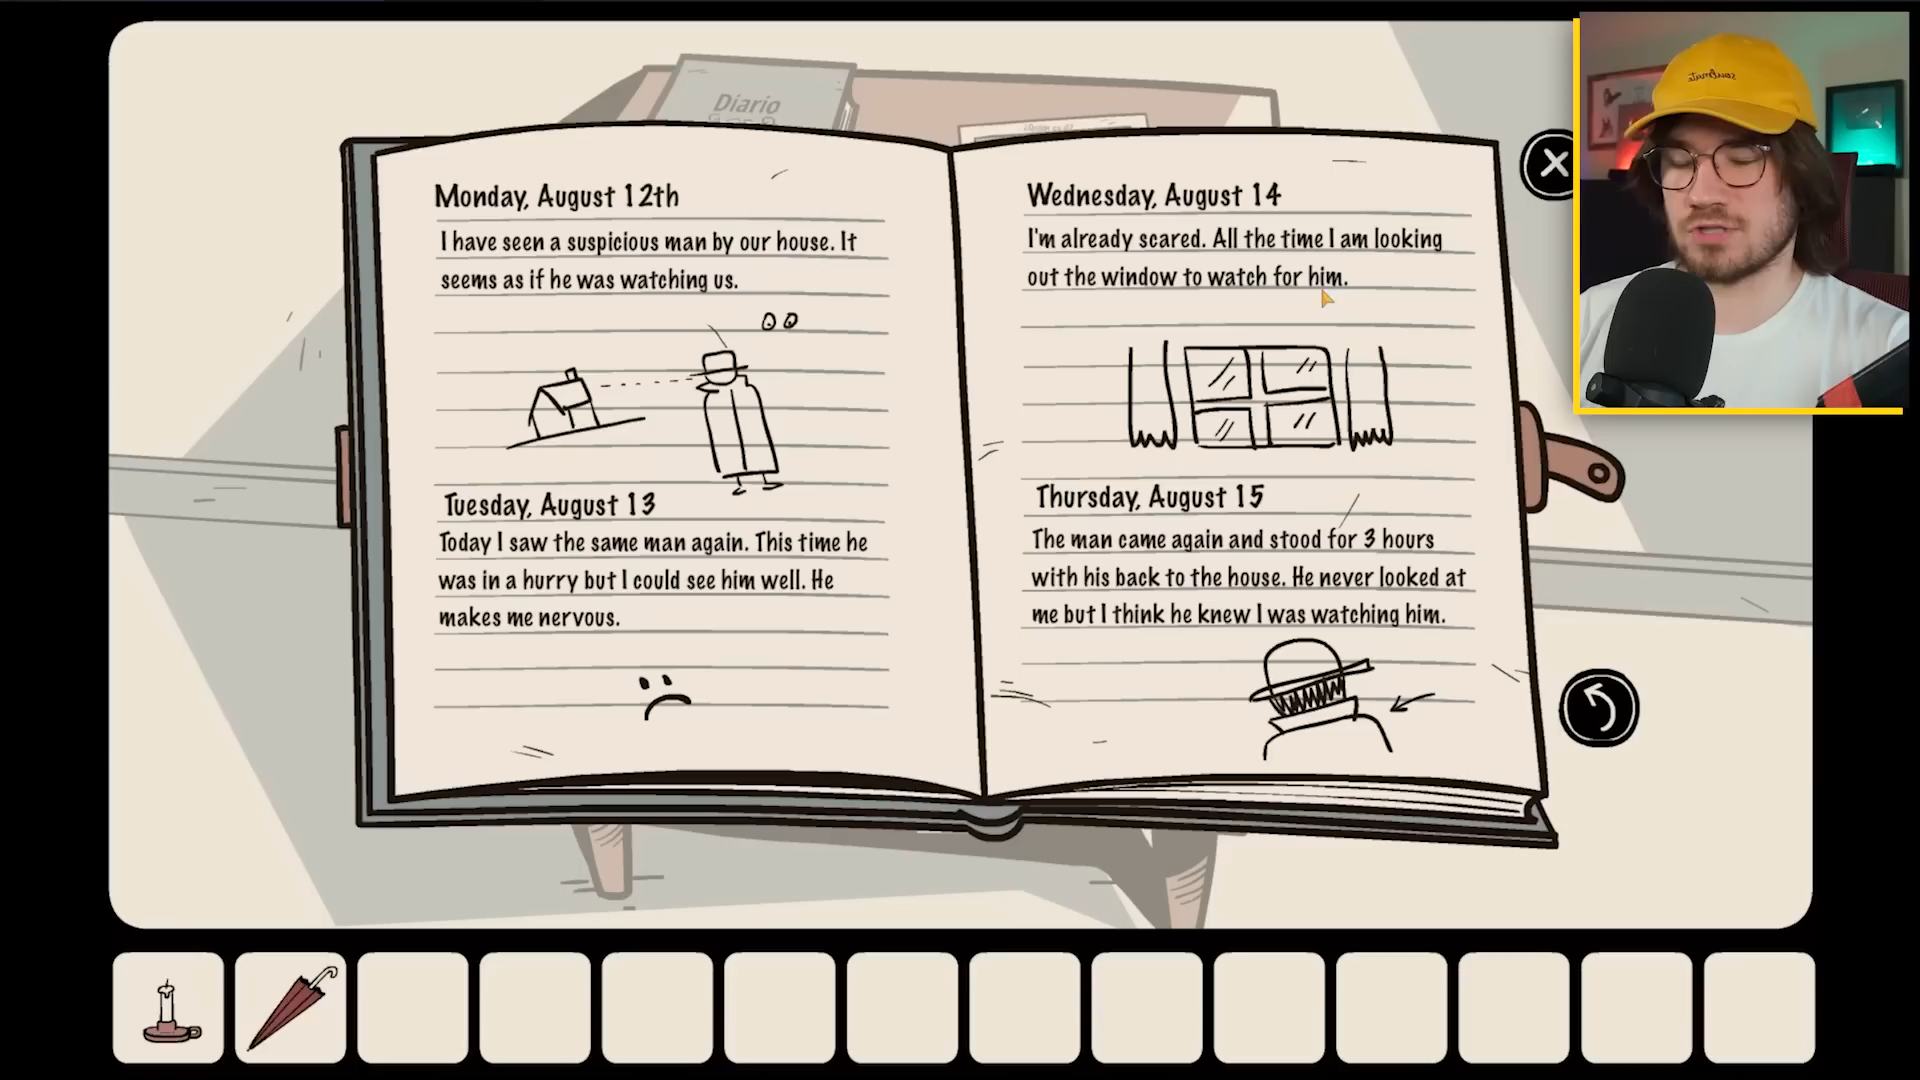 Diario
Monday, August 12th
I have seen a suspicious man by our house. It
seems as if he was watching us.
Tuesday, August 13
Today I saw the same man again. This time he
was in a hurry but I could see him well. He
makes me nervous.
Wednesday, August 14
I'm already scared. All the time I am looking
out the window to watch for him.
Thursday, August 15
The man came again and stood for 3 hours
with his back to the house. He never looked at
me but I think he knew I was watching him.